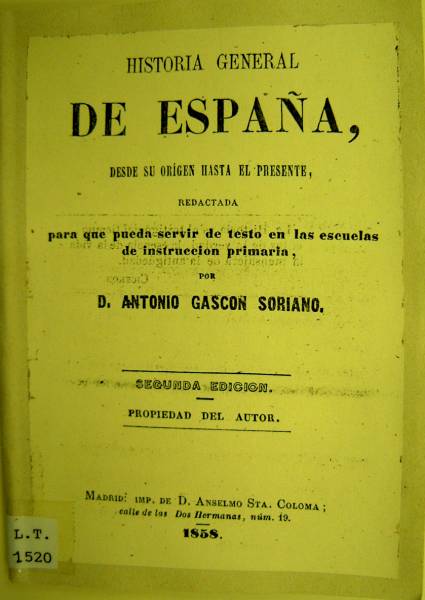 HISTORIA GENERAL
DE ESPAÑA,
DESDE SU ORÍGEN HASTA EL PRESENTE,
REDACTADA
para que pueda servir de testo en las escuelas
de instruccion primaria,
POR
D. ANTONIO GASCON SORIANO.
SEGUNDA EDICION.
PROPIEDAD DEL AUTOR.
MADRID: IMP. DE D. ANSELMO STA. COLOMA;
calle de las Dos Hermanas, núm. 19.
1858.
L.T.
1520